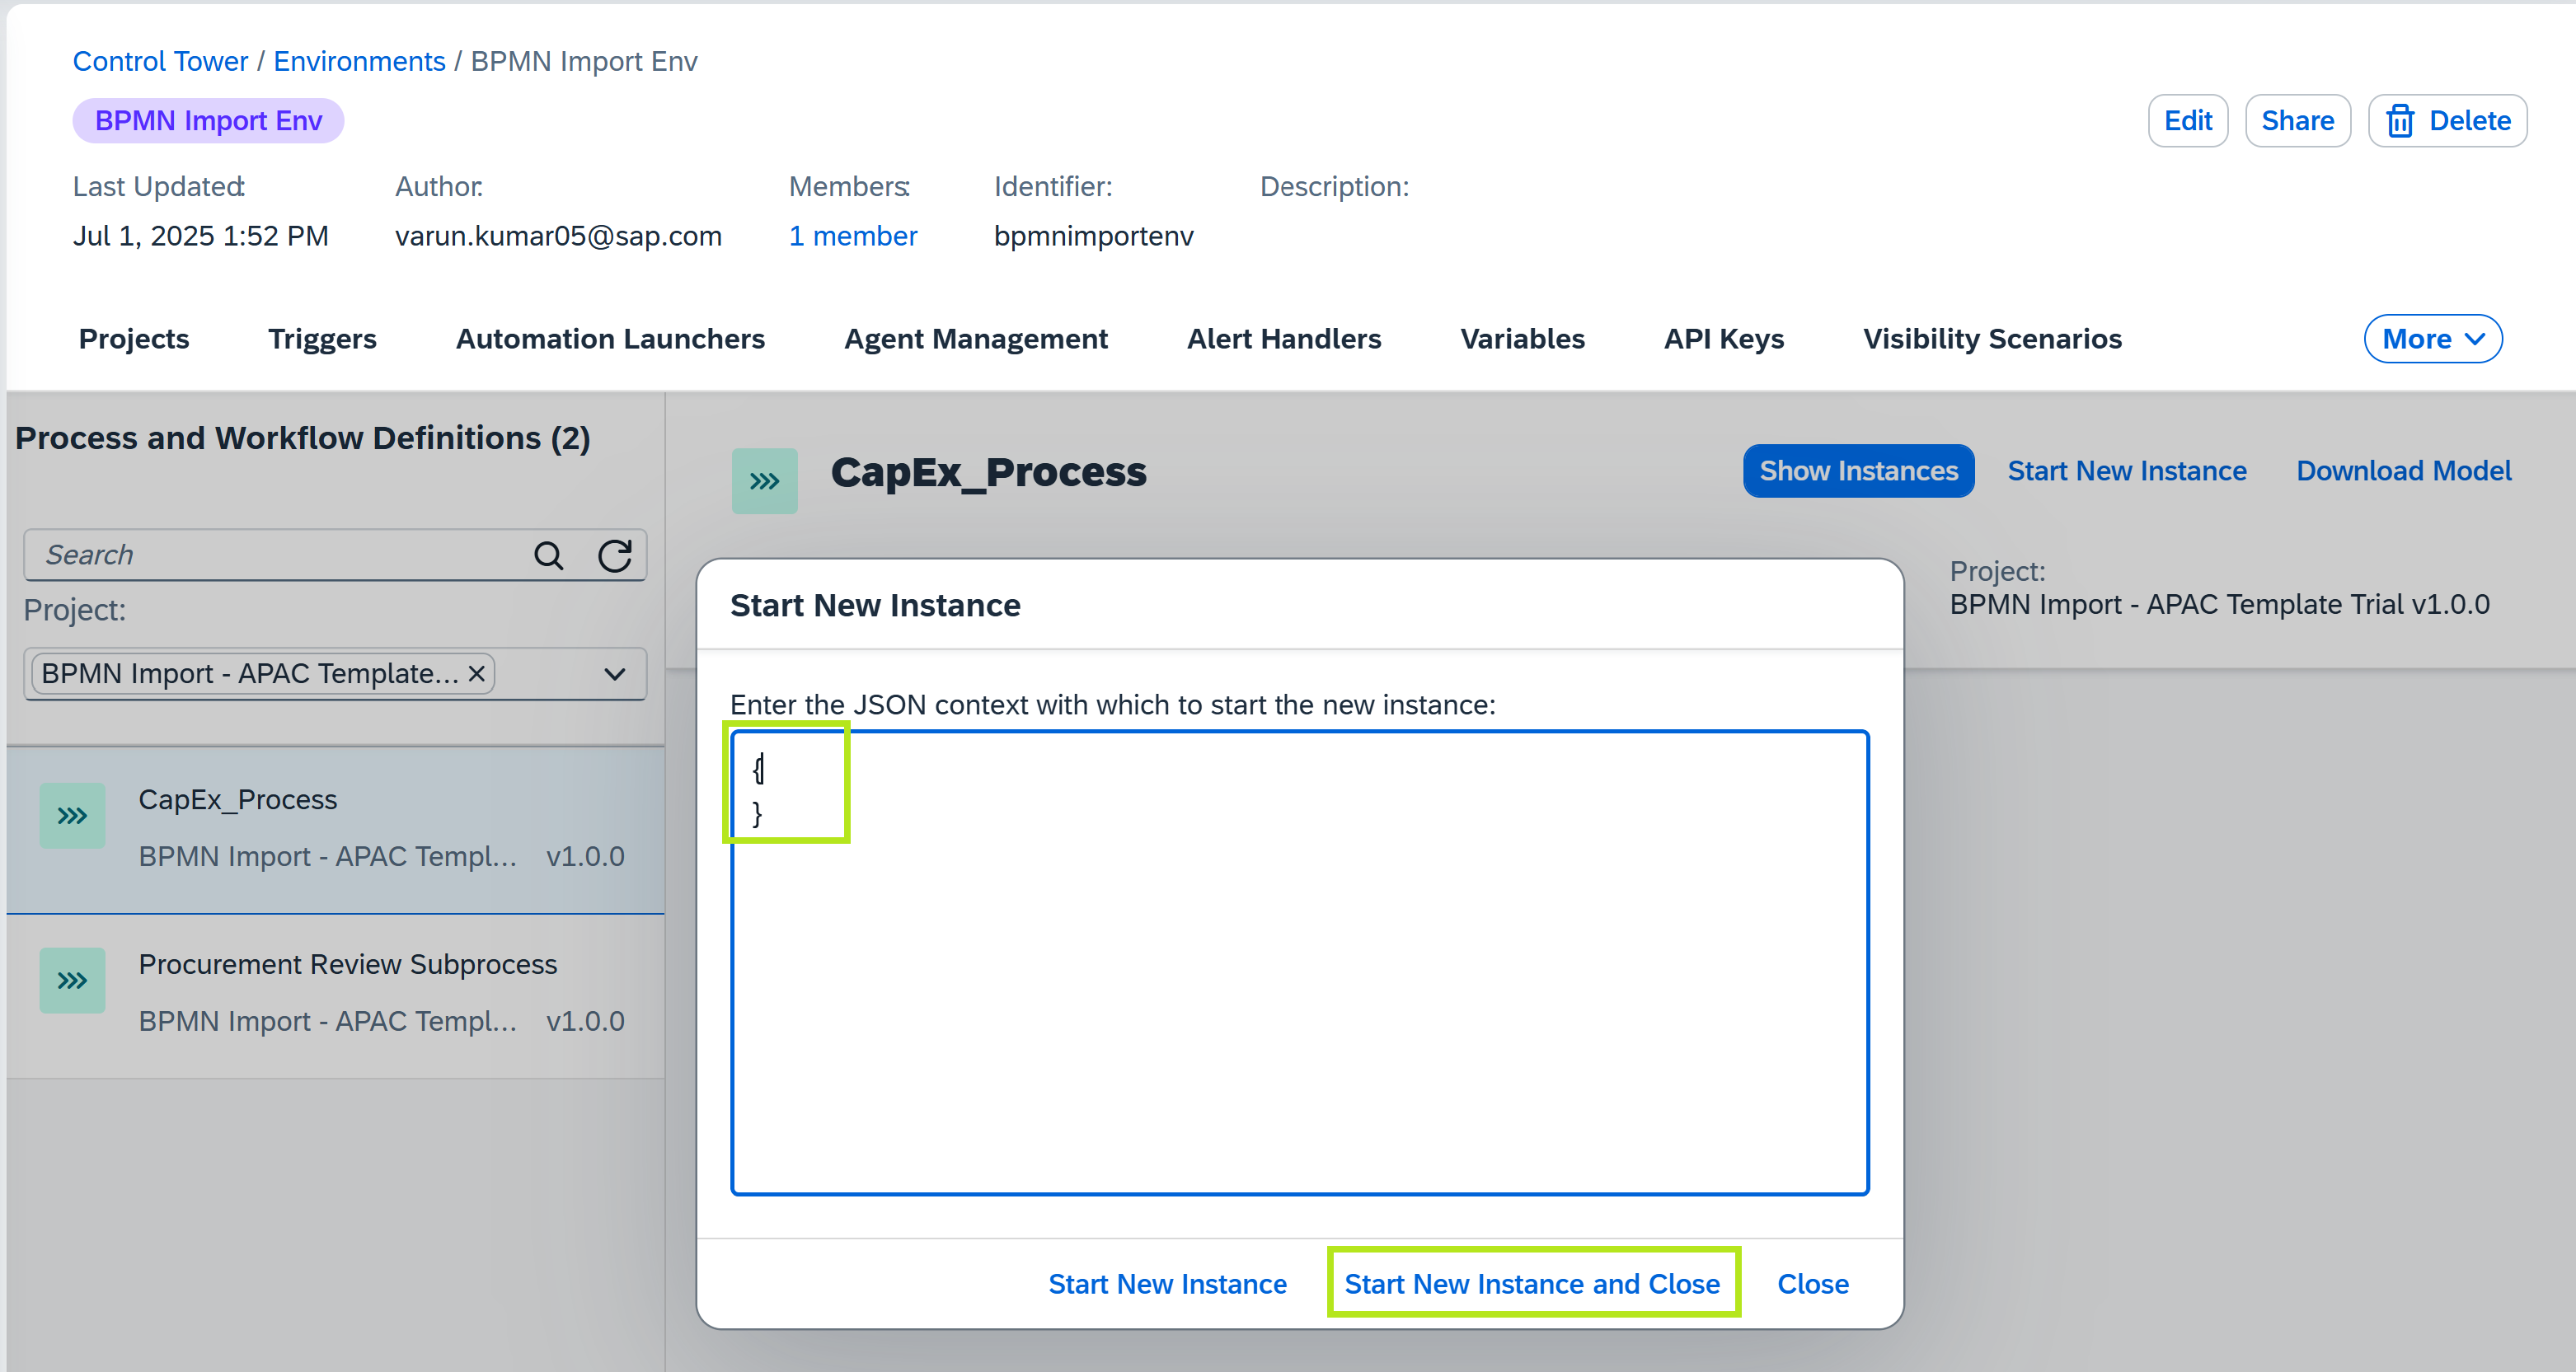 Control Tower / Environments / BPMN Import Env
BPMN Import Env
Edit
Share
Delete
Last Updated:
Author:
Members:
Identifier:
Description:
Jul 1, 2025 1:52 PM
varun.kumar05@sap.com
1 member
bpmnimportenv
Projects
Triggers
Automation Launchers
Agent Management
Alert Handlers
Variables
API Keys
Visibility Scenarios
More
Process and Workflow Definitions (2)
Search
Project:
BPMN Import - APAC Template...
CapEx_Process
BPMN Import - APAC Templ... v1.0.0
Procurement Review Subprocess
BPMN Import - APAC Templ... v1.0.0
CapEx_Process
Show Instances
Start New Instance
Download Model
Project:
BPMN Import - APAC Template Trial v1.0.0
Start New Instance
Enter the JSON context with which to start the new instance:
{
}
Start New Instance
Start New Instance and Close
Close